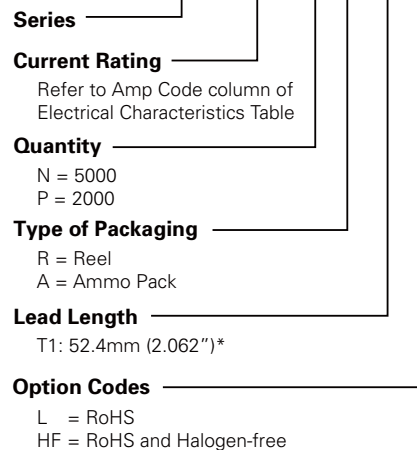 Series
Current Rating
Refer to Amp Code column of
Electrical Characteristics Table
Quantity
N = 5000
P = 2000
Type of Packaging
R = Reel
A = Ammo Pack
Lead Length
T1: 52.4mm (2.062”)*
Option Codes
L = RoHS
HF = RoHS and Halogen-free